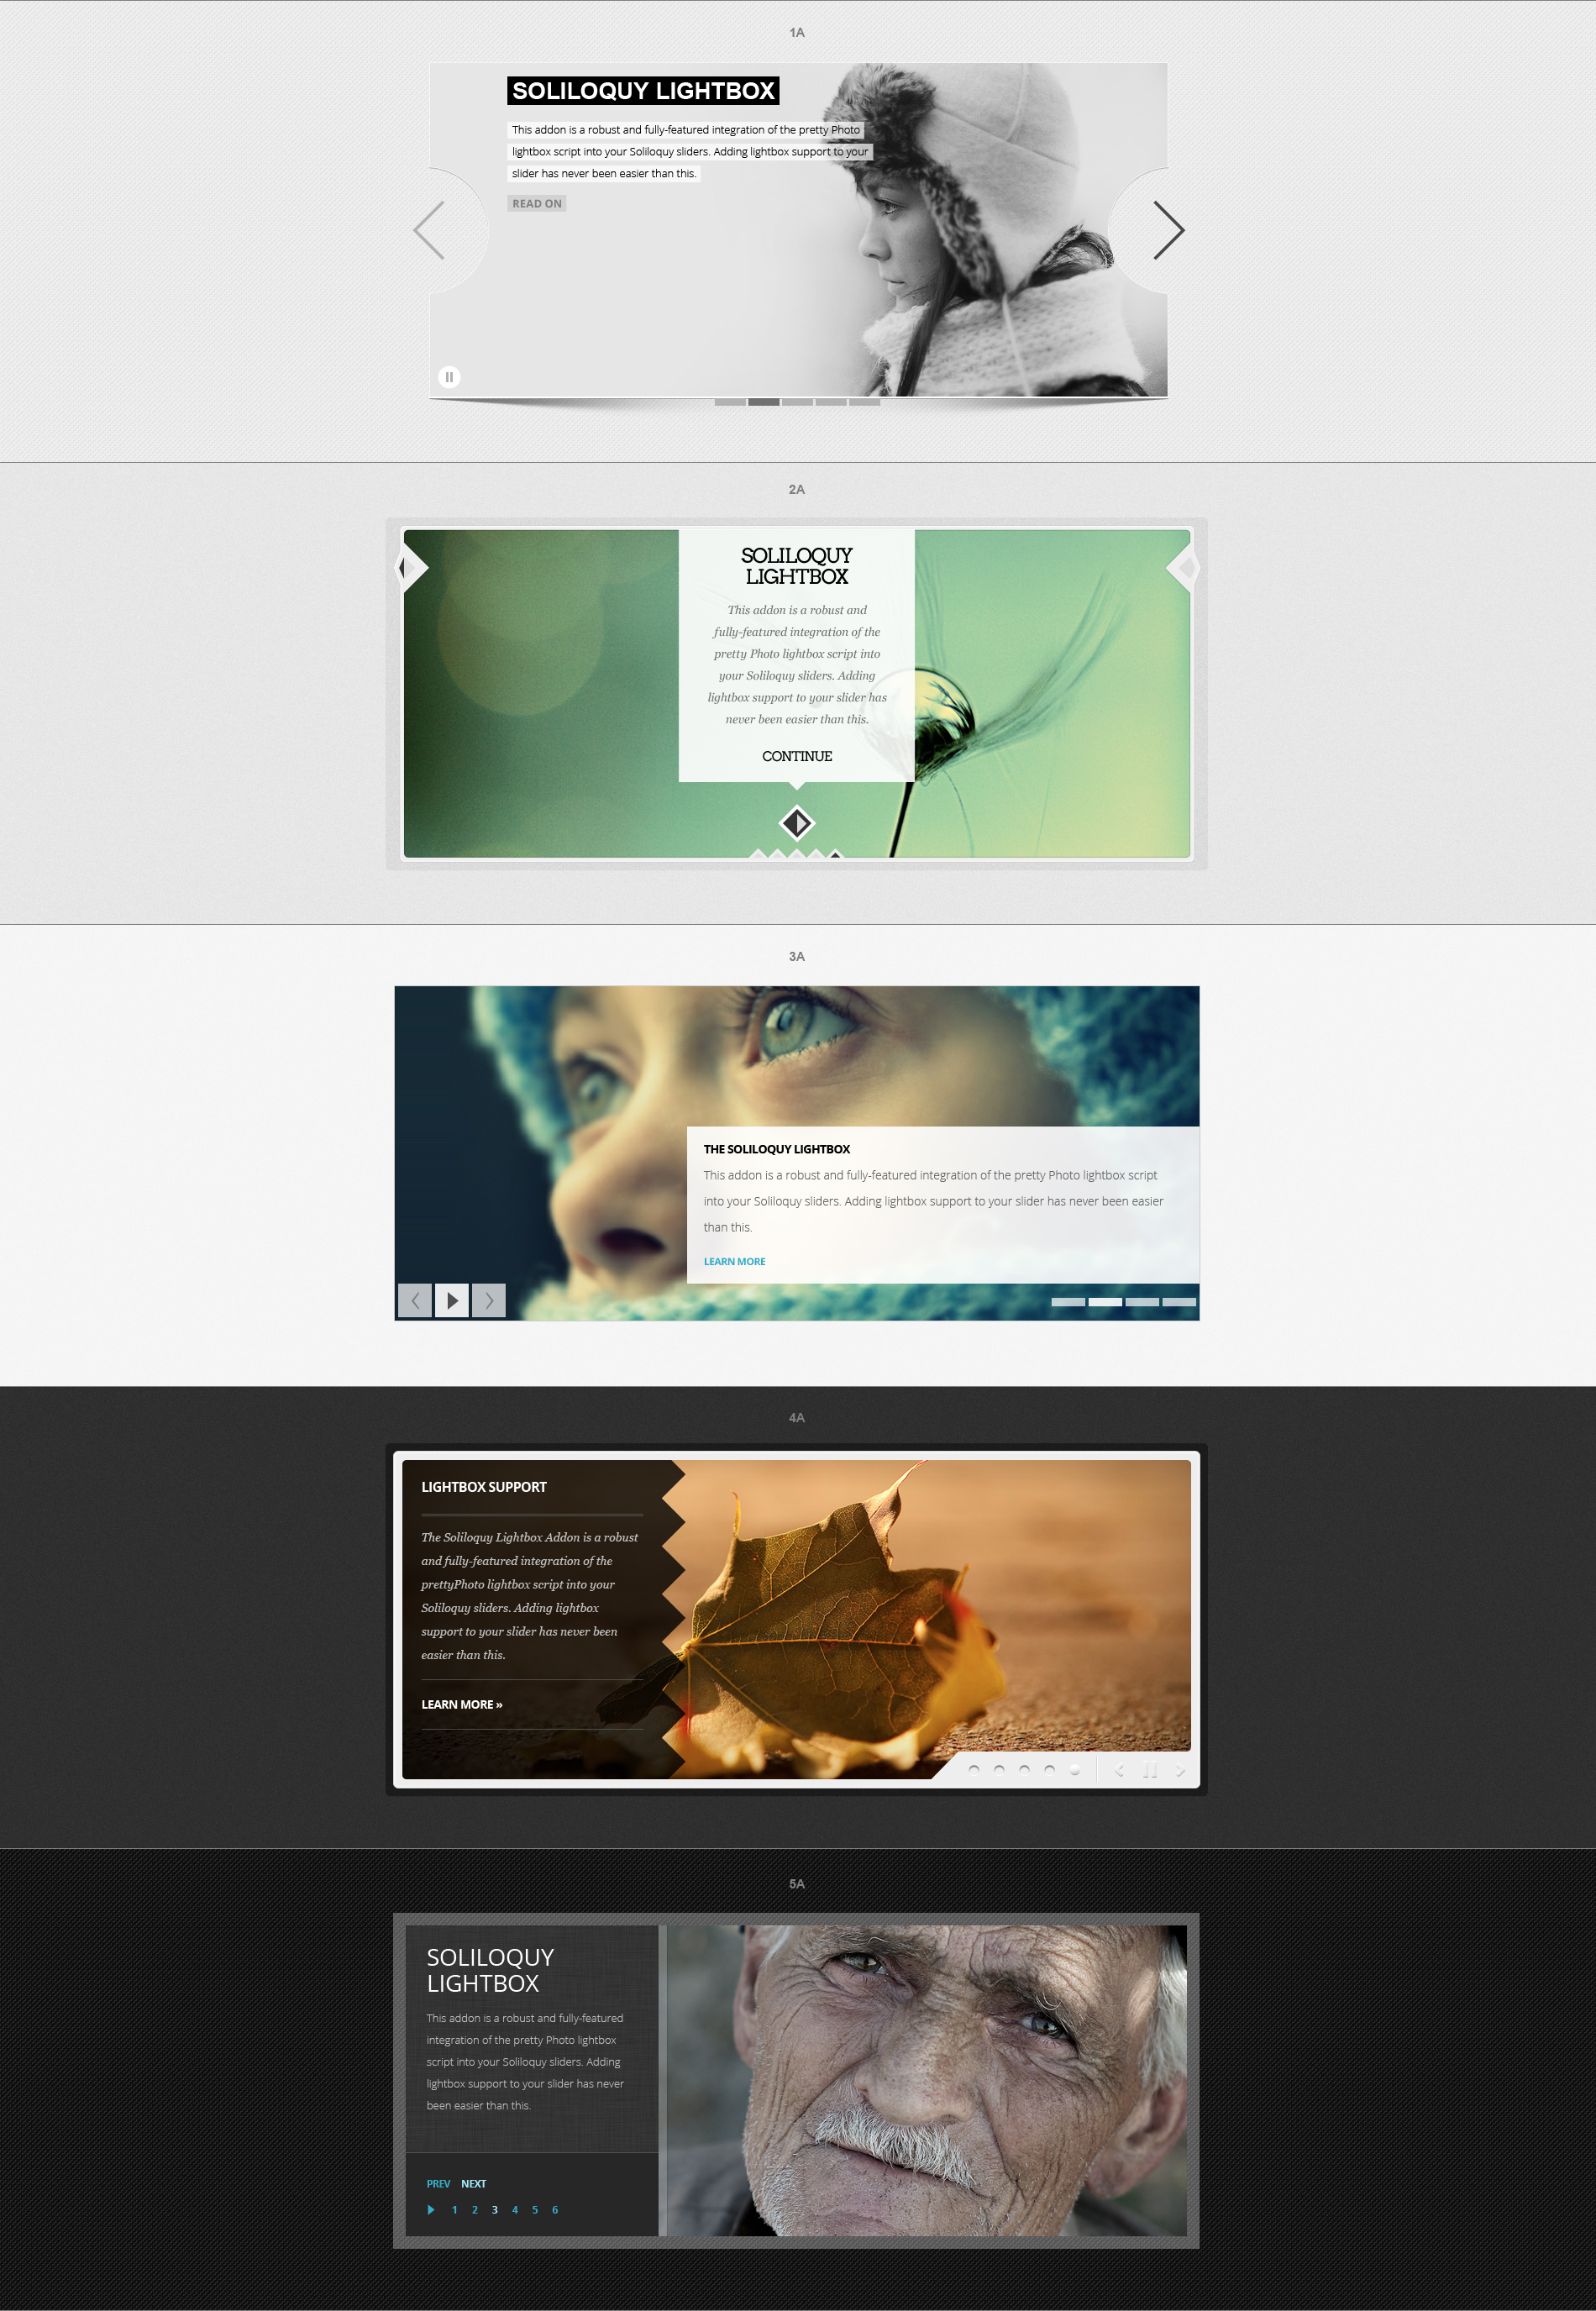 1A
SOLILOQUY LIGHTBOX
This addon is a robust and fully-featured integration of the pretty Photo
lightbox script into your Soliloquy sliders. Adding lightbox support to your
slider has never been easier than this.
READ ON
2A
SOLILOQUY
LIGHTBOX
This addon is a robust and
fully-featured integration of the
pretty Photo lightbox script into
your Soliloquy sliders. Adding
lightbox support to your slider has
never been easier than this.
CONTINUE
3A
THE SOLILOQUY LIGHTBOX
This addon is a robust and fully-featured integration of the pretty Photo lightbox script
into your Soliloquy sliders. Adding lightbox support to your slider has never been easier
than this.
LEARN MORE
4A
LIGHTBOX SUPPORT
The Soliloquy Lightbox Addon is a robust
and fully-featured integration of the
prettyPhoto lightbox script into your
Soliloquy sliders. Adding lightbox
support to your slider has never been
easier than this.
LEARN MORE »
5A
SOLILOQUY
LIGHTBOX
This addon is a robust and fully-featured
integration of the pretty Photo lightbox
script into your Soliloquy sliders. Adding
lightbox support to your slider has never
been easier than this.
PREV NEXT
1 2 3 4 5 6